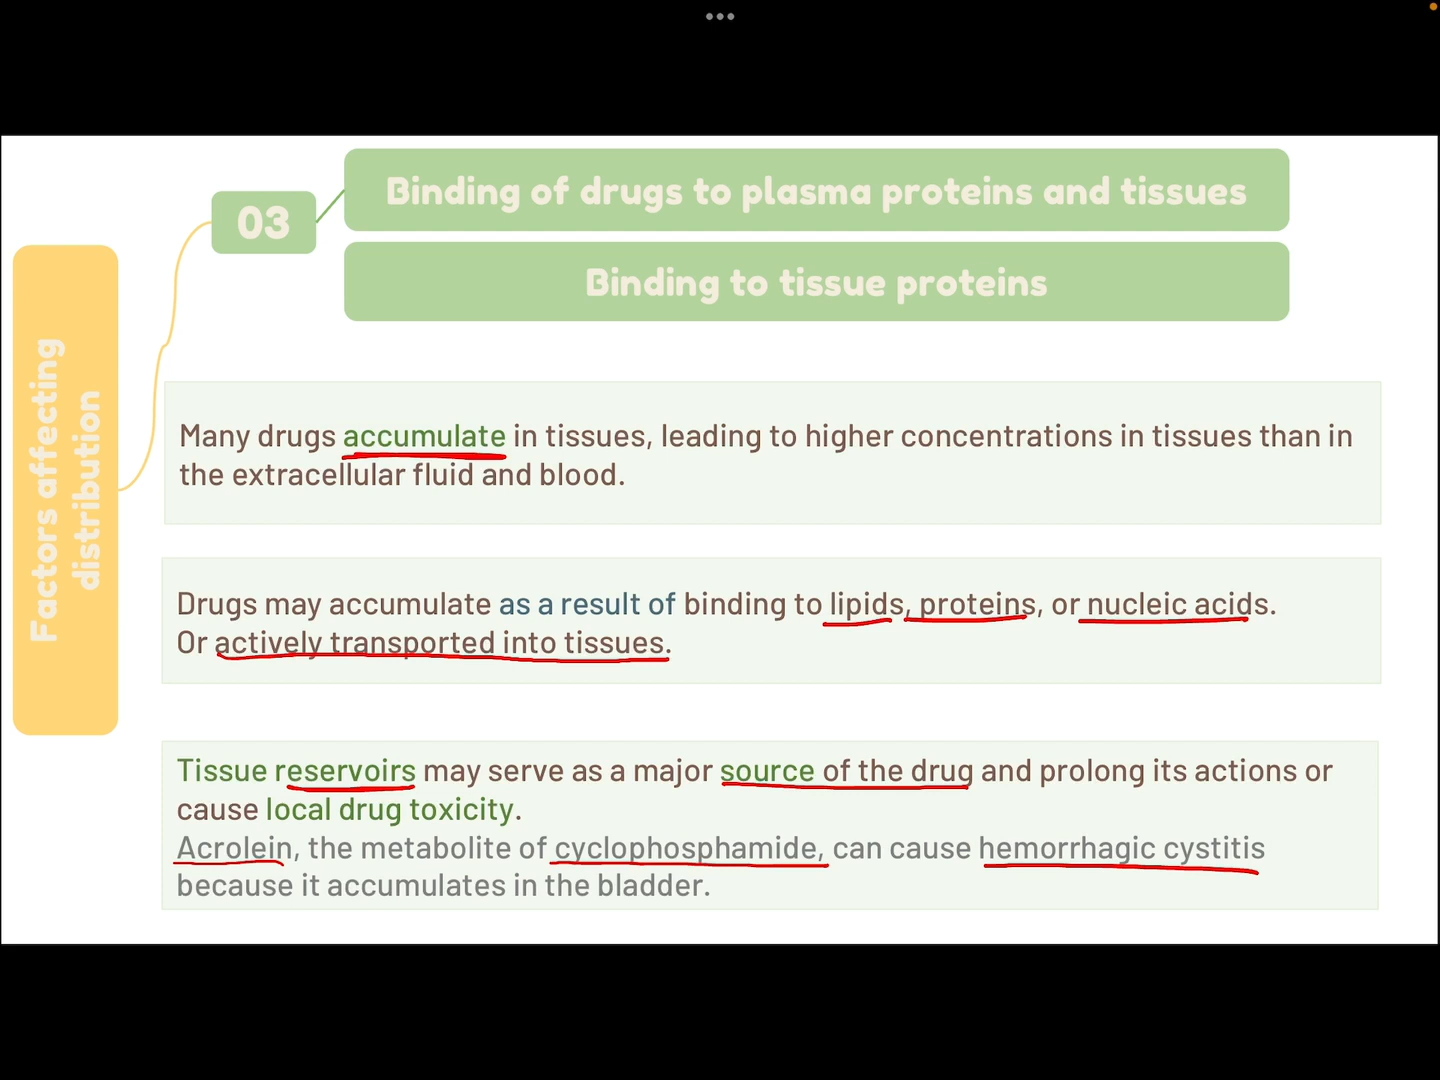 03
Binding of drugs to plasma proteins and tissues
Binding to tissue proteins
Factors affecting
distribution
Many drugs accumulate in tissues, leading to higher concentrations in tissues than in
the extracellular fluid and blood.
Drugs may accumulate as a result of binding to lipids, proteins, or nucleic acids.
Or actively transported into tissues.
Tissue reservoirs may serve as a major source of the drug and prolong its actions or
cause local drug toxicity.
Acrolein, the metabolite of cyclophosphamide, can cause hemorrhagic cystitis
because it accumulates in the bladder.